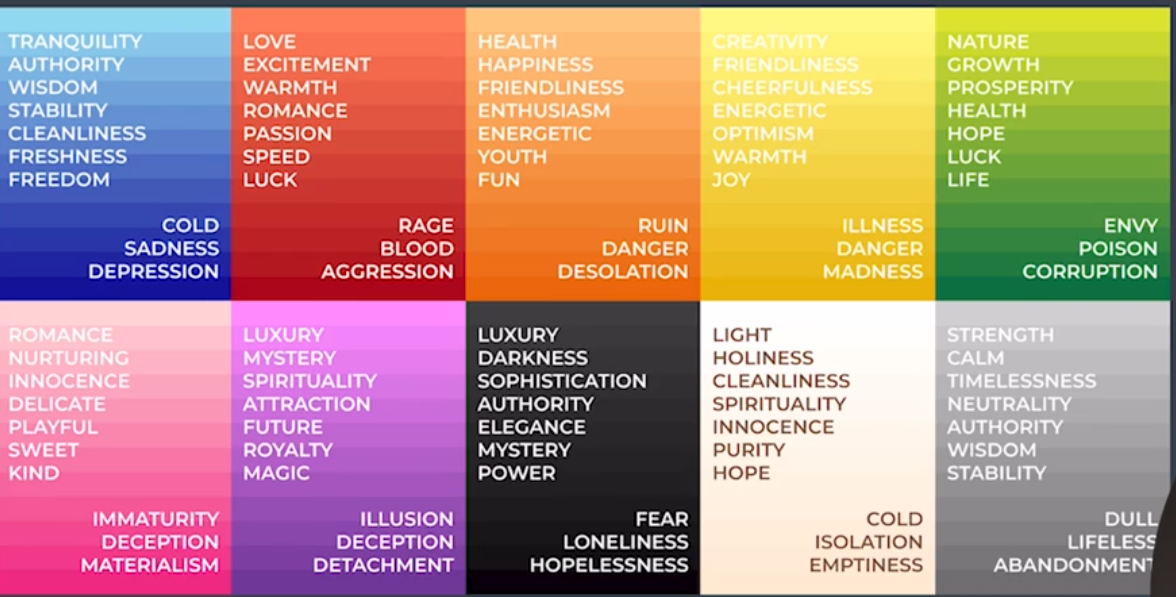 TRANQUILITY
AUTHORITY
WISDOM
STABILITY
CLEANLINESS
FRESHNESS
FREEDOM
COLD
SADNESS
DEPRESSION
LOVE
EXCITEMENT
WARMTH
ROMANCE
PASSION
SPEED
LUCK
RAGE
BLOOD
AGGRESSION
HEALTH
HAPPINESS
FRIENDLINESS
ENTHUSIASM
ENERGETIC
YOUTH
FUN
RUIN
DANGER
DESOLATION
CREATIVITY
FRIENDLINESS
CHEERFULNESS
ENERGETIC
OPTIMISM
WARMTH
JOY
ILLNESS
DANGER
MADNESS
NATURE
GROWTH
PROSPERITY
HEALTH
HOPE
LUCK
LIFE
ENVY
POISON
CORRUPTION
ROMANCE
NURTURING
INNOCENCE
DELICATE
PLAYFUL
SWEET
KIND
IMMATURITY
DECEPTION
MATERIALISM
LUXURY
MYSTERY
SPIRITUALITY
ATTRACTION
FUTURE
ROYALTY
MAGIC
ILLUSION
DECEPTION
DETACHMENT
LUXURY
DARKNESS
SOPHISTICATION
AUTHORITY
ELEGANCE
MYSTERY
POWER
FEAR
LONELINESS
HOPELESSNESS
LIGHT
HOLINESS
CLEANLINESS
SPIRITUALITY
INNOCENCE
PURITY
HOPE
COLD
ISOLATION
EMPTINESS
STRENGTH
CALM
TIMELESSNESS
NEUTRALITY
AUTHORITY
WISDOM
STABILITY
DULL
LIFELESS
ABANDONMENT